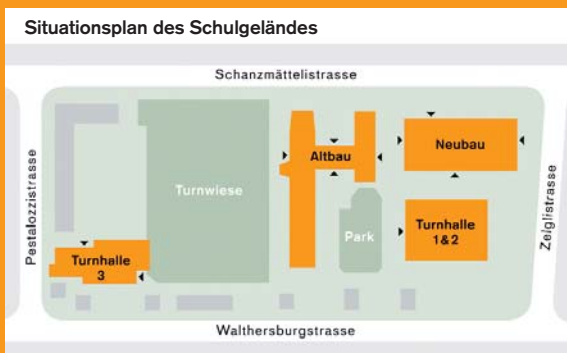 Situationsplan des Schulgeländes
Schanzmättelistrasse
Pestalozzistrasse
Turnwiese
Altbau
Neubau
Park
Turnhalle
1&2
Turnhalle
3
Zelglistrasse
Walthersburgstrasse